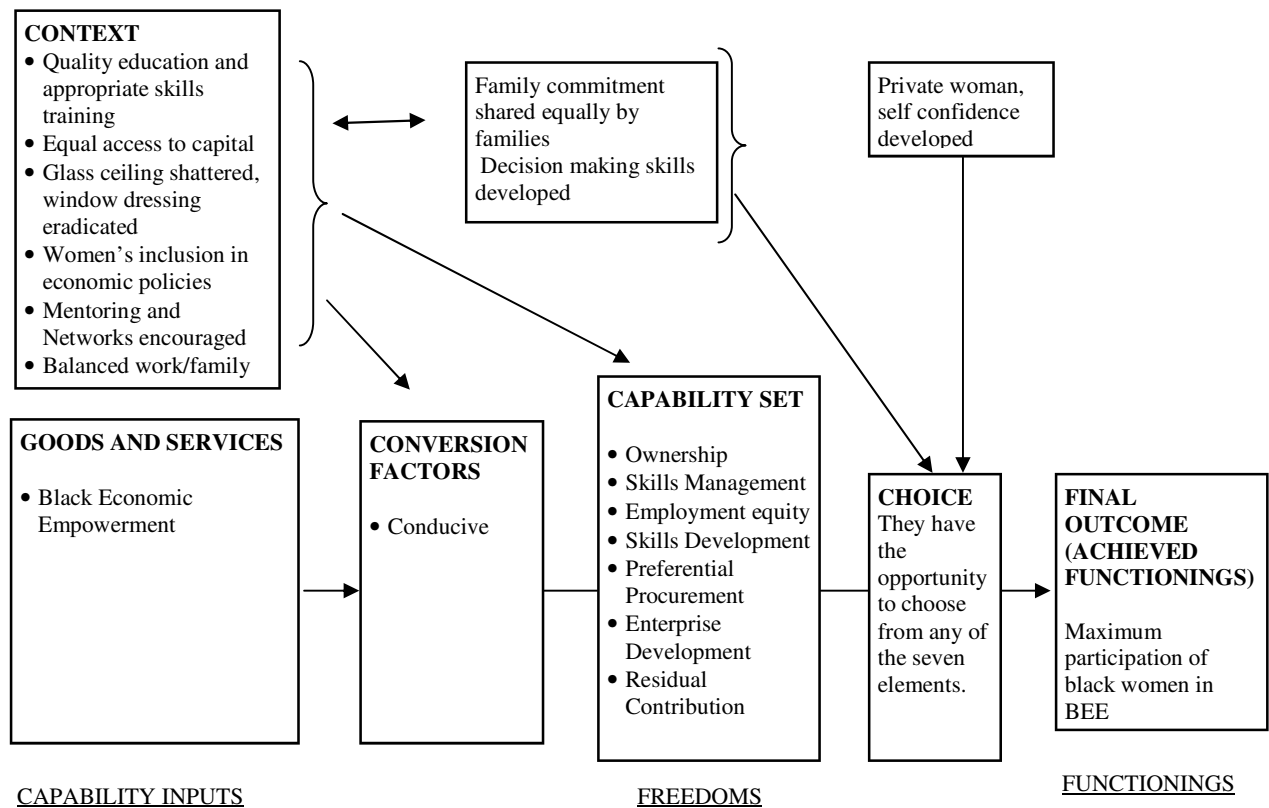 CONTEXT
• Quality education and
appropriate skills
training
• Equal access to capital
• Glass ceiling shattered,
window dressing
eradicated
• Women's inclusion in
economic policies
• Mentoring and
Networks encouraged
• Balanced work/family
Family commitment
shared equally by
families
Decision making skills
developed
Private woman,
self confidence
developed
GOODS AND SERVICES
• Black Economic
Empowerment
CONVERSION
FACTORS
• Conducive
CAPABILITY SET
• Ownership
• Skills Management
• Employment equity
• Skills Development
• Preferential
Procurement
• Enterprise
Development
• Residual
Contribution
CHOICE
They have
the
opportunity
to choose
from any of
the seven
elements.
FINAL
OUTCOME
(ACHIEVED
FUNCTIONINGS)
Maximum
participation of
black women in
BEE
CAPABILITY INPUTS
FREEDOMS
FUNCTIONINGS